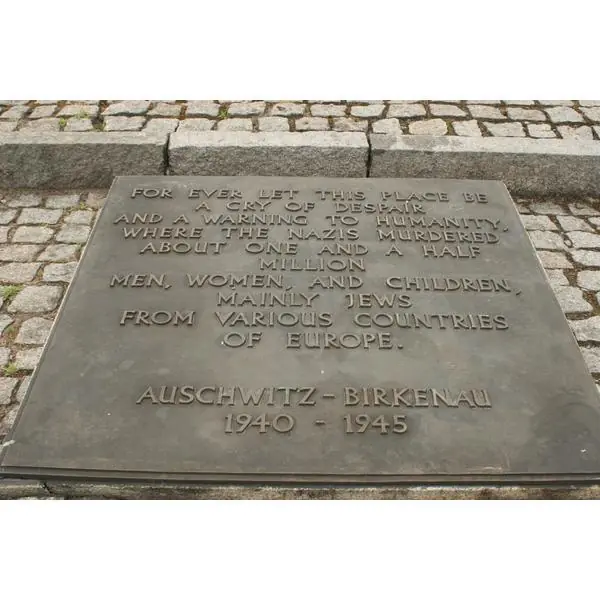 FOR EVER LET THIS PLACE BE
A CRY OF DESPAIR
AND A WARNING TO HUMANITY,
WHERE THE NAZIS MURDERED
ABOUT ONE AND A HALF
MILLION
MEN, WOMEN, AND CHILDREN,
MAINLY JEWS
FROM VARIOUS COUNTRIES
OF EUROPE.
AUSCHWITZ - BIRKENAU
1940 - 1945